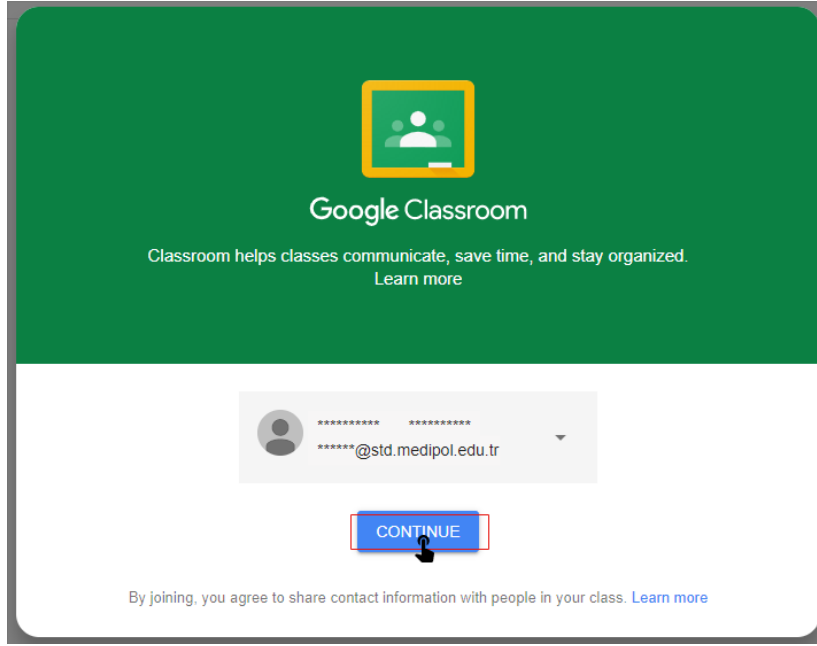 Google Classroom
Classroom helps classes communicate, save time, and stay organized.
Learn more
********** **********
******@std.medipol.edu.tr
CONTINUE
By joining, you agree to share contact information with people in your class. Learn more